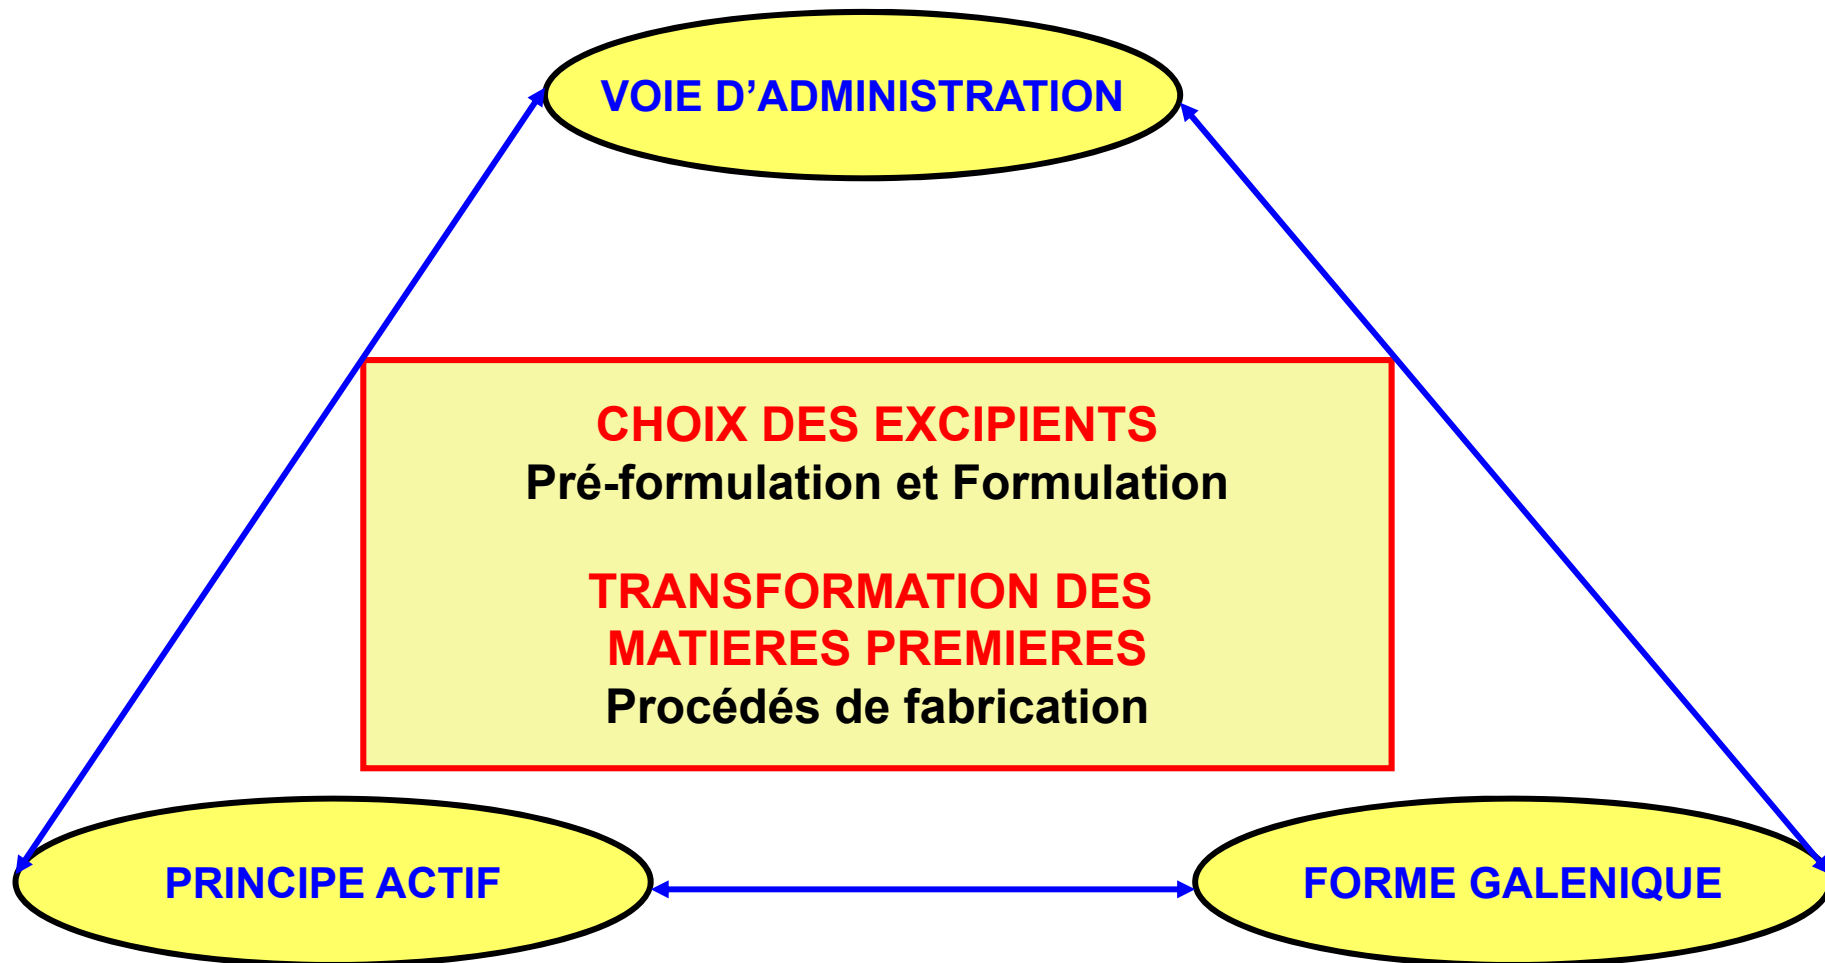 VOIE D’ADMINISTRATION
CHOIX DES EXCIPIENTS
Pré-formulation et Formulation
TRANSFORMATION DES
MATIERES PREMIERES
Procédés de fabrication
PRINCIPE ACTIF
FORME GALENIQUE